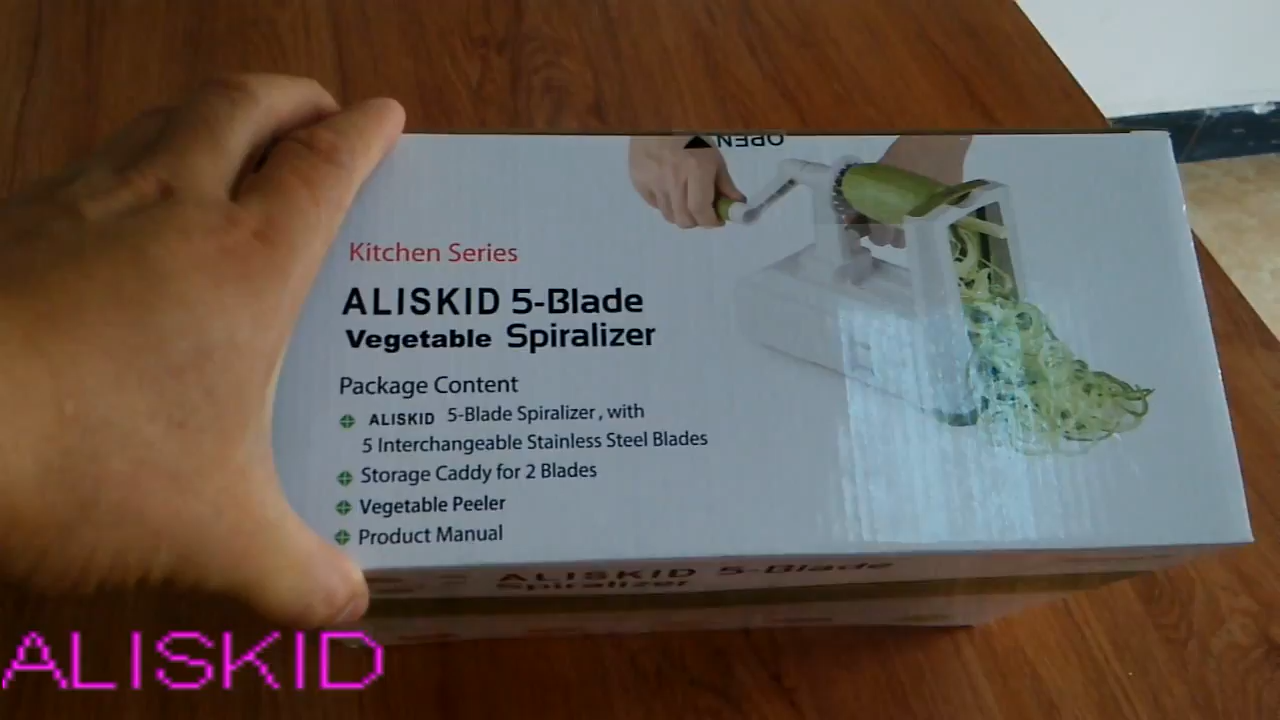 OPEN
Kitchen Series
ALISKID 5-Blade
Vegetable Spiralizer
Package Content
ALISKID 5-Blade Spiralizer, with
5 Interchangeable Stainless Steel Blades
Storage Caddy for 2 Blades
Vegetable Peeler
Product Manual
ALISKID 5-Blade
Spiralizer
ALISKID